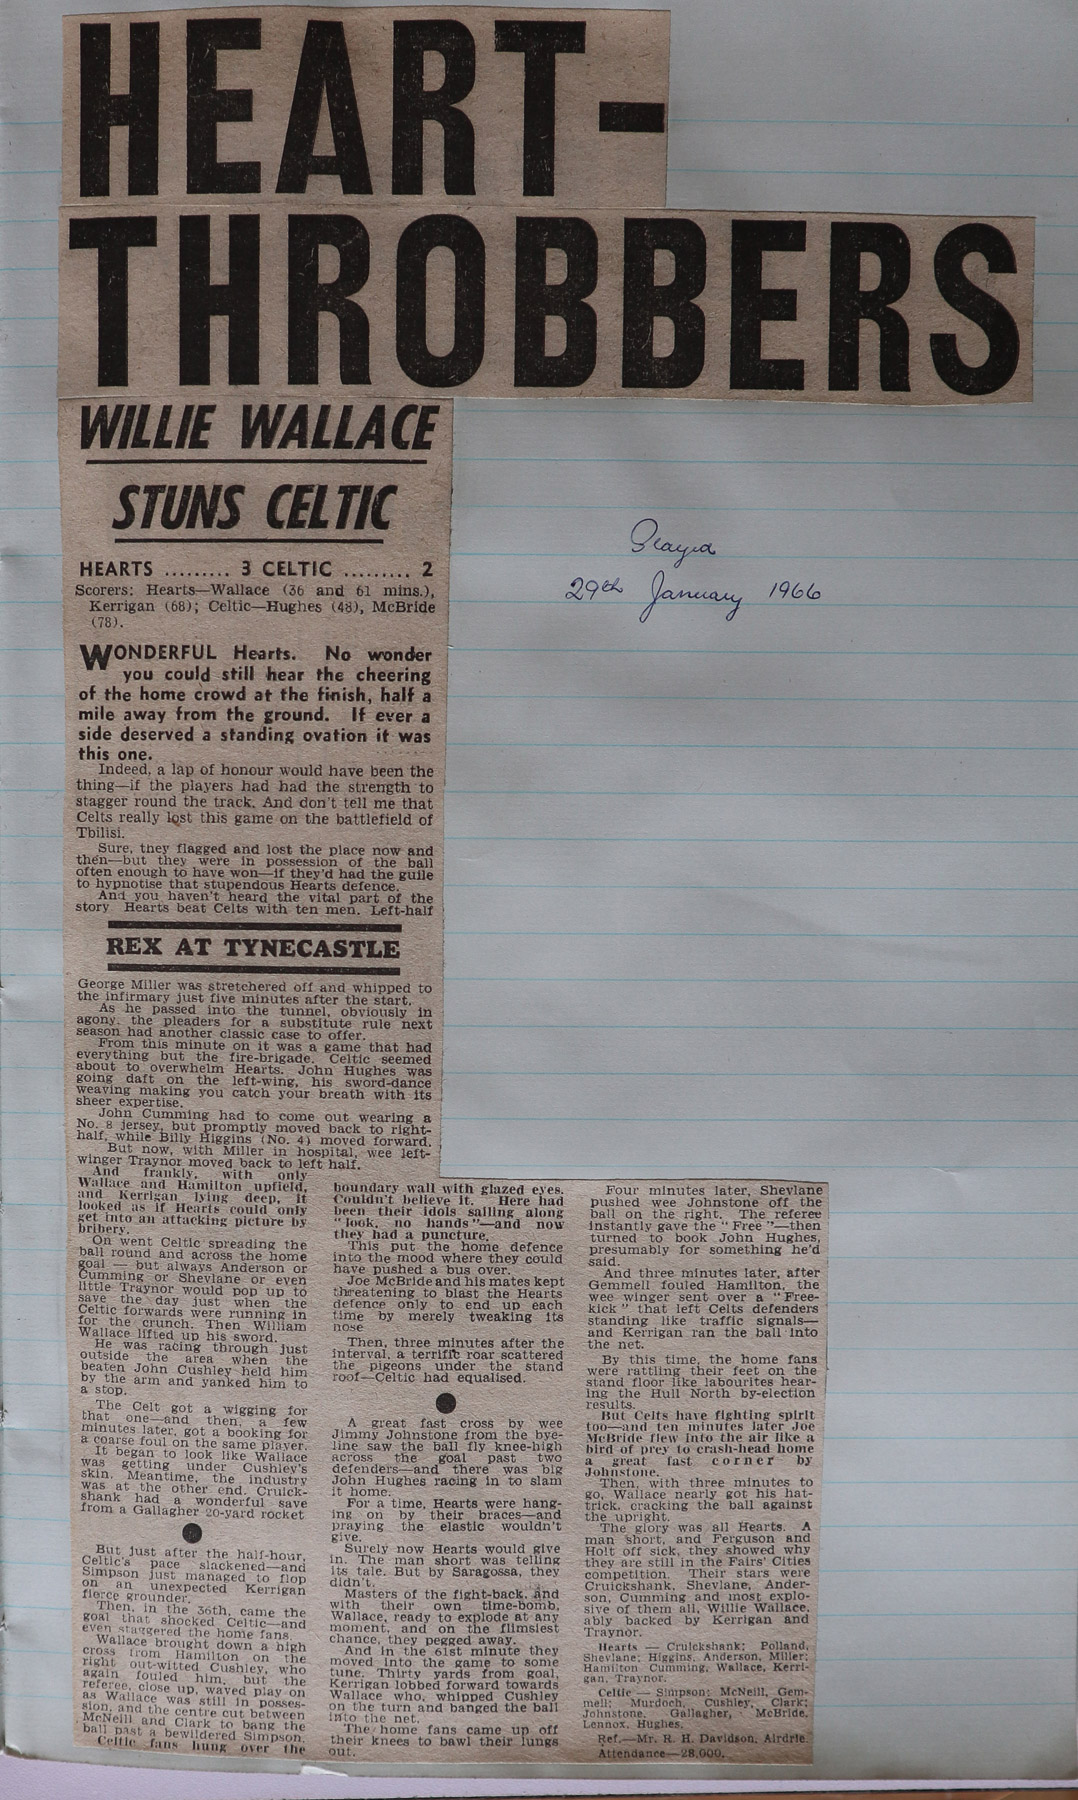 HEART-
THROBBERS
WILLIE WALLACE
STUNS CELTIC
Played
29th January 1966
HEARTS ......... 3 CELTIC ......... 2
Scorers: Hearts—Wallace (36 and 61 mins.),
Kerrigan (68); Celtic—Hughes (48), McBride
(78).
WONDERFUL Hearts. No wonder
you could still hear the cheering
of the home crowd at the finish, half a
mile away from the ground. If ever a
side deserved a standing ovation it was
this one.
Indeed, a lap of honour would have been the
thing—if the players had had the strength to
stagger round the track. And don't tell me that
Celts really lost this game on the battlefield of
Tbilisi.
Sure, they flagged and lost the place now and
then—but they were in possession of the ball
often enough to have won—if they'd had the guile
to hypnotise that stupendous Hearts defence.
And you haven't heard the vital part of the
story Hearts beat Celts with ten men. Left-half
REX AT TYNECASTLE
George Miller was stretchered off and whipped to
the infirmary just five minutes after the start.
As he passed into the tunnel, obviously in
agony, the pleaders for a substitute rule next
season had another classic case to offer.
From this minute on it was a game that had
everything but the fire-brigade. Celtic seemed
about to overwhelm Hearts. John Hughes was
going daft on the left-wing, his sword-dance
weaving making you catch your breath with its
sheer expertise.
John Cumming had to come out wearing a
No. 8 jersey, but promptly moved back to right-
half, while Billy Higgins (No. 4) moved forward.
But now, with Miller in hospital, wee left-
winger Traynor moved back to left half.
And frankly, with only
Wallace and Hamilton upfield,
and Kerrigan lying deep, it
looked as if Hearts could only
get into an attacking picture by
bribery.
On went Celtic spreading the
ball round and across the home
goal — but always Anderson or
Cumming or Shevlane or even
little Traynor would pop up to
save the day just when the
Celtic forwards were running in
for the crunch. Then William
Wallace lifted up his sword.
He was racing through just
outside the area when the
beaten John Cushley held him
by the arm and yanked him to
a stop.
The Celt got a wigging for
that one—and then, a few
minutes later, got a booking for
a coarse foul on the same player.
It began to look like Wallace
was getting under Cushley's
skin. Meantime, the industry
was at the other end. Cruick-
shank had a wonderful save
from a Gallagher 20-yard rocket
But just after the half-hour,
Celtic's pace slackened—and
Simpson just managed to flop
on an unexpected Kerrigan
fierce grounder.
Then, in the 36th, came the
goal that shocked Celtic—and
even staggered the home fans.
Wallace brought down a high
cross from Hamilton on the
right out-witted Cushley, who
again fouled him, but the
referee, close up, waved play on
as Wallace was still in posses-
sion, and the centre cut between
McNeill and Clark to bang the
ball past a bewildered Simpson.
Celtic fans hung over the
boundary wall with glazed eyes.
Couldn't believe it. Here had
been their idols sailing along
"look, no hands"—and now
they had a puncture.
This put the home defence
into the mood where they could
have pushed a bus over.
Joe McBride and his mates kept
threatening to blast the Hearts
defence only to end up each
time by merely tweaking its
nose
Then, three minutes after the
interval, a terrific roar scattered
the pigeons under the stand
roof—Celtic had equalised.
A great fast cross by wee
Jimmy Johnstone from the bye-
line saw the ball fly knee-high
across the goal past two
defenders—and there was big
John Hughes racing in to slam
it home.
For a time, Hearts were hang-
ing on by their braces—and
praying the elastic wouldn't
give.
Surely now Hearts would give
in. The man short was telling
its tale. But by Saragossa, they
didn't.
Masters of the fight-back, and
with their own time-bomb,
Wallace, ready to explode at any
moment, and on the flimsiest
chance, they pegged away.
And in the 61st minute they
moved into the game to some
tune. Thirty yards from goal,
Kerrigan lobbed forward towards
Wallace who, whipped Cushley
on the turn and banged the ball
into the net.
The home fans came up off
their knees to bawl their lungs
out.
Four minutes later, Shevlane
pushed wee Johnstone off the
ball on the right. The referee
instantly gave the "Free"—then
turned to book John Hughes,
presumably for something he'd
said.
And three minutes later, after
Gemmell fouled Hamilton, the
wee winger sent over a "Free-
kick" that left Celts defenders
standing like traffic signals—
and Kerrigan ran the ball into
the net.
By this time, the home fans
were rattling their feet on the
stand floor like labourites hear-
ing the Hull North by-election
results.
But Celts have fighting spirit
too—and ten minutes later Joe
McBride flew into the air like a
bird of prey to crash-head home
a great fast corner by
Johnstone.
Then, with three minutes to
go, Wallace nearly got his hat-
trick, cracking the ball against
the upright.
The glory was all Hearts. A
man short, and Ferguson and
Holt off sick, they showed why
they are still in the Fairs' Cities
competition. Their stars were
Cruickshank, Shevlane, Ander-
son, Cumming and most explo-
sive of them all, Willie Wallace,
ably backed by Kerrigan and
Traynor.
Hearts — Cruickshank; Polland,
Shevlane; Higgins, Anderson, Miller;
Hamilton Cumming, Wallace, Kerri-
gan, Traynor.
Celtic — Simpson; McNeill, Gem-
mell; Murdoch, Cushley, Clark;
Johnstone, Gallagher, McBride,
Lennox, Hughes.
Ref.—Mr. R. H. Davidson, Airdrie.
Attendance—28,000.